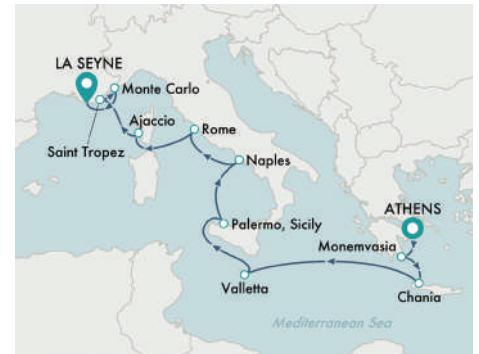 LA SEYNE
Monte Carlo
Ajaccio
Rome
Saint Tropez
Naples
ATHENS
Palermo, Sicily
Monemvasia
Valletta
Chania
Mediterranean Sea